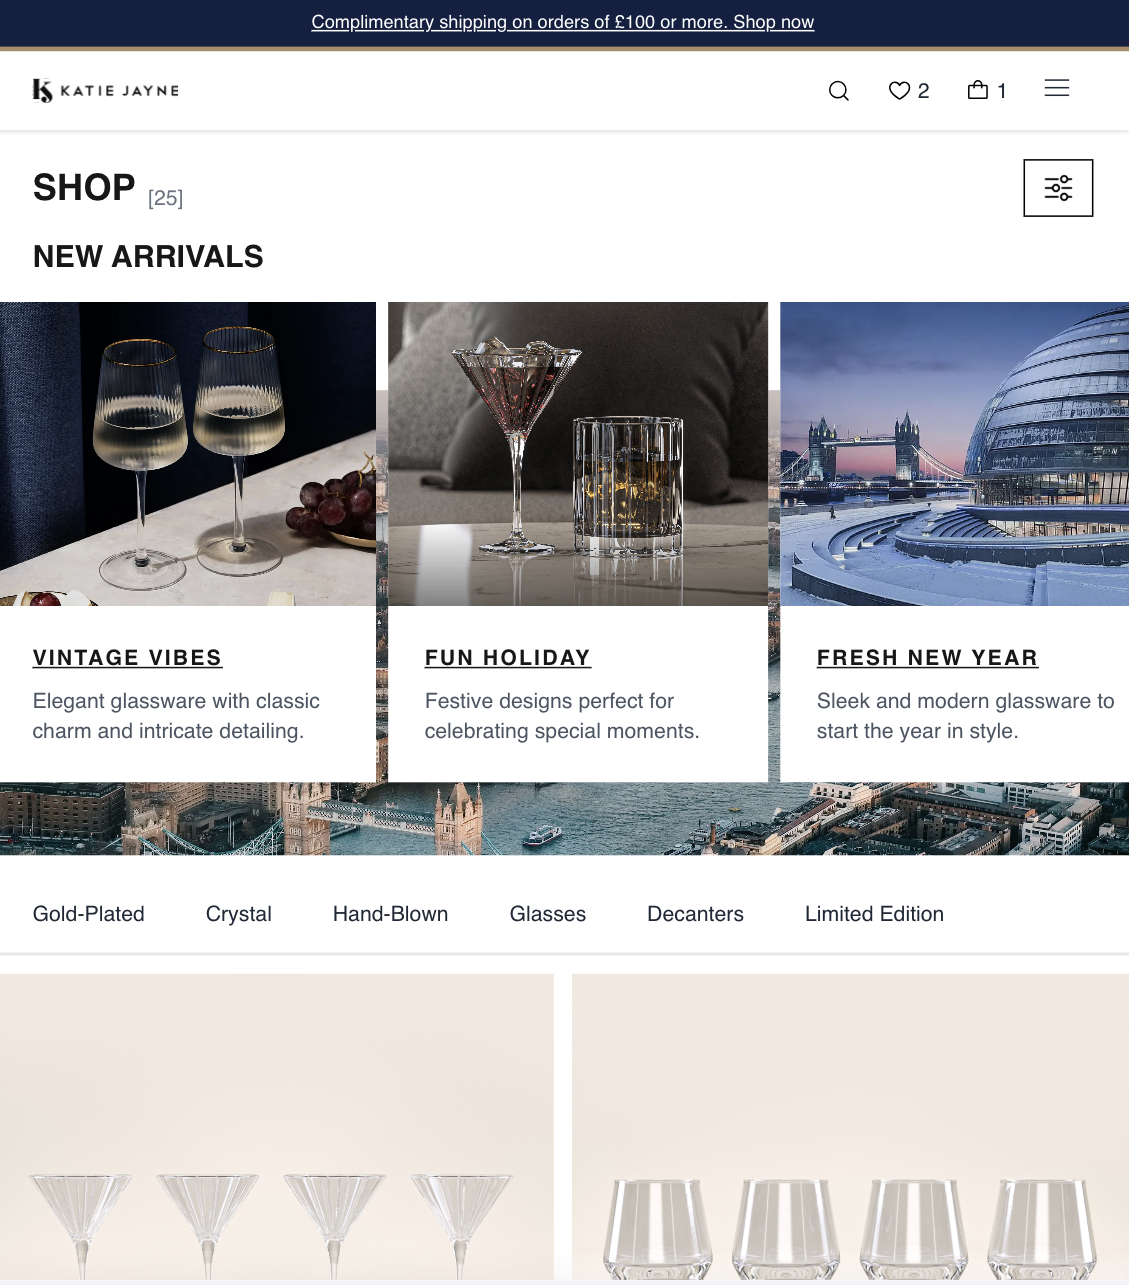 Complimentary shipping on orders of £100 or more. Shop now
KATIE JAYNE
2
1
SHOP [25]
NEW ARRIVALS
VINTAGE VIBES
Elegant glassware with classic
charm and intricate detailing.
FUN HOLIDAY
Festive designs perfect for
celebrating special moments.
FRESH NEW YEAR
Sleek and modern glassware to
start the year in style.
Gold-Plated
Crystal
Hand-Blown
Glasses
Decanters
Limited Edition